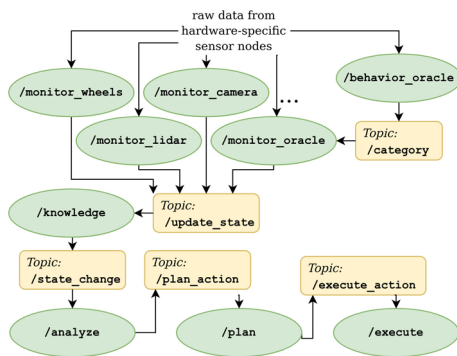 raw data from
hardware-specific
sensor nodes
/monitor_wheels
/monitor_camera
/behavior_oracle
...
/monitor_lidar
/monitor_oracle
Topic:
/category
/knowledge
Topic:
/update_state
Topic:
/state_change
Topic:
/plan_action
Topic:
/execute_action
/analyze
/plan
/execute